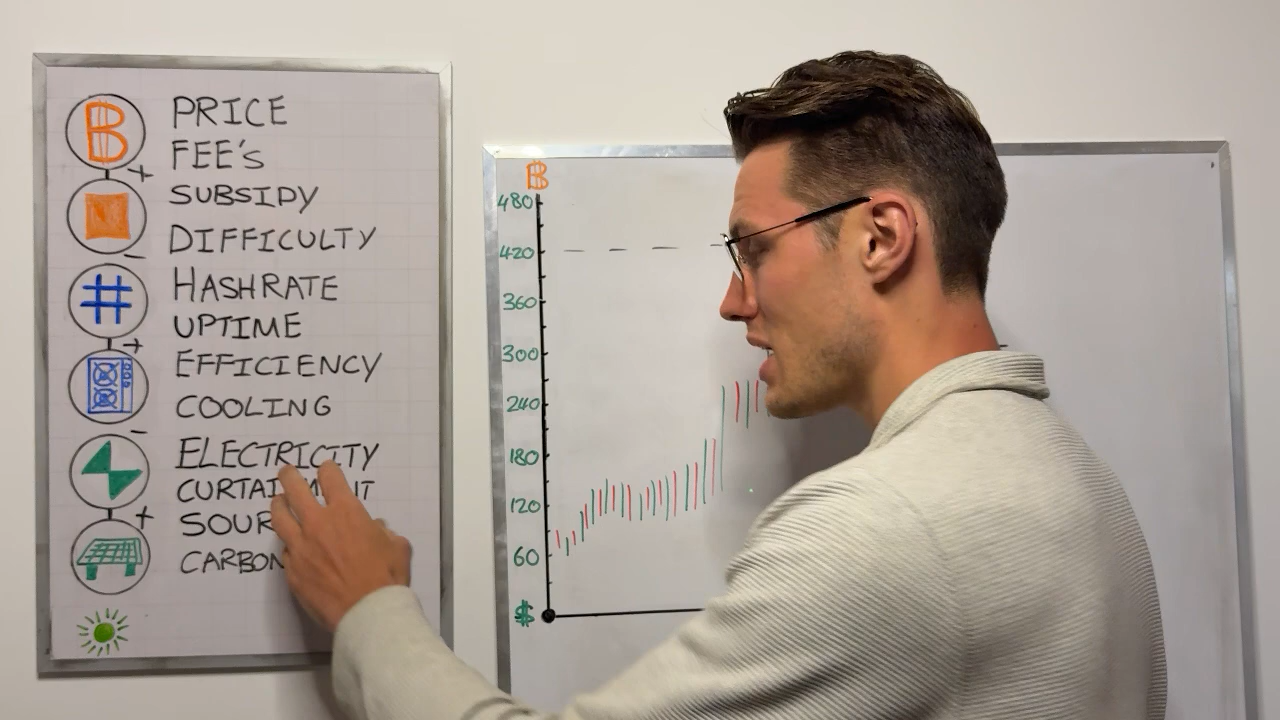 B PRICE
FEE'S
+
SUBSIDY
DIFFICULTY
-
# HASHRATE
UPTIME
+
EFFICIENCY
COOLING
-
ELECTRICITY
+
CARBON
B
480
420
360
300
240
180
120
60
$